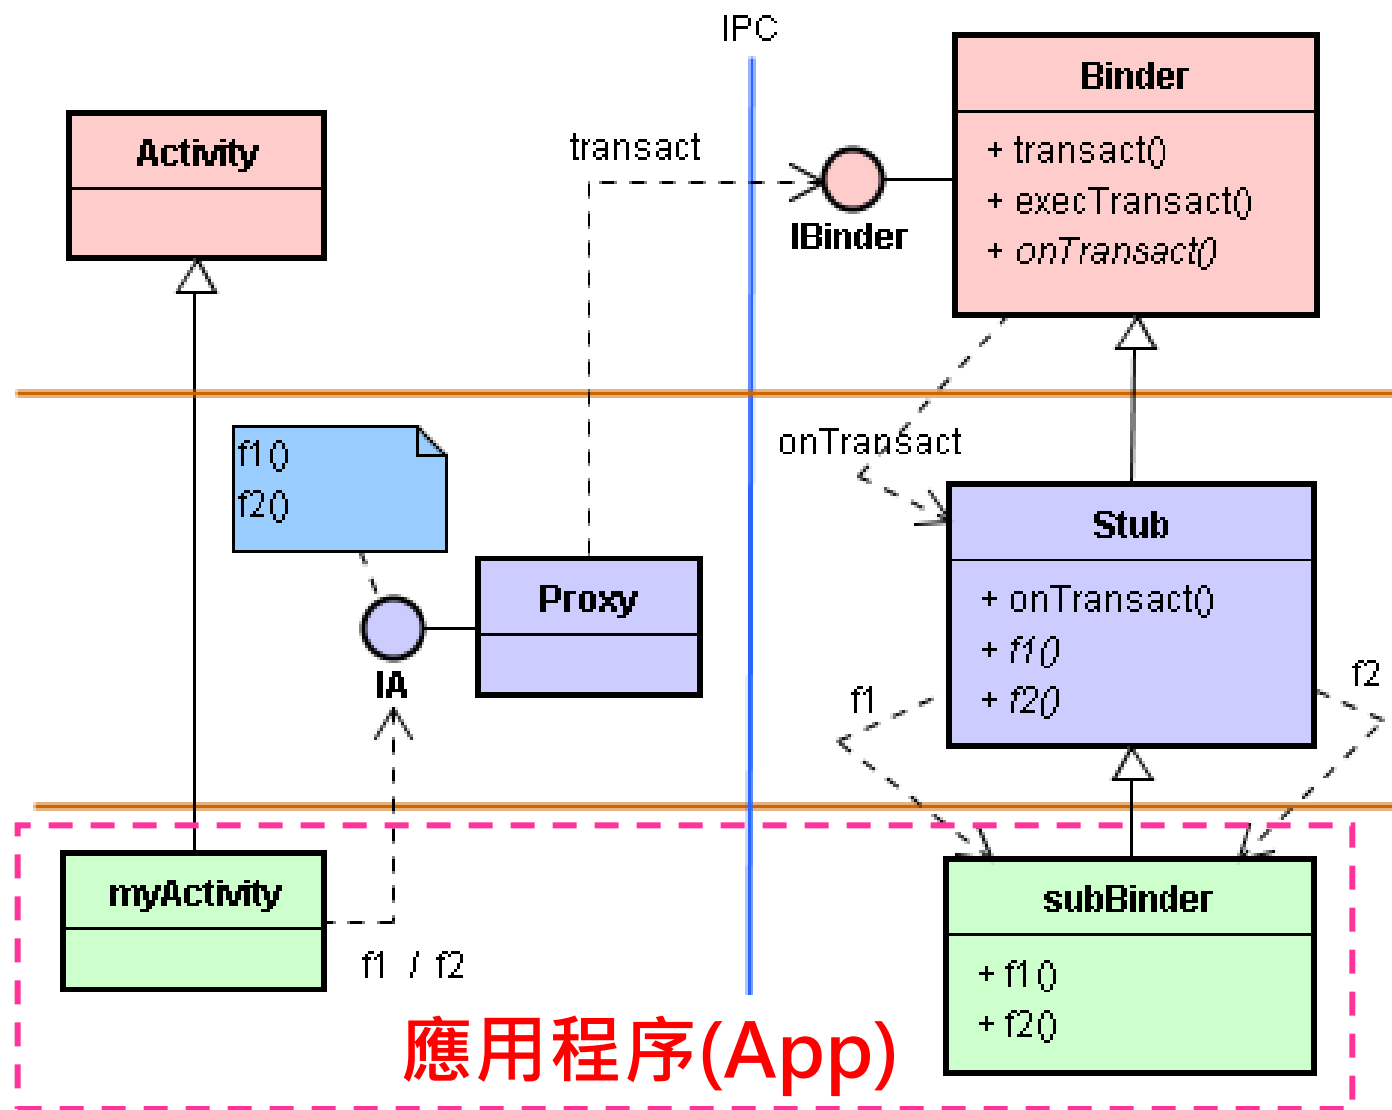 IPC
Binder
+ transact()
+ execTransact()
+ onTransact()
Activity
transact
IBinder
f1()
f2()
onTransact
Stub
+ onTransact()
+ f1()
+ f2()
Proxy
IA
f1
f2
myActivity
f1 / f2
subBinder
+ f1()
+ f2()
應用程序(App)